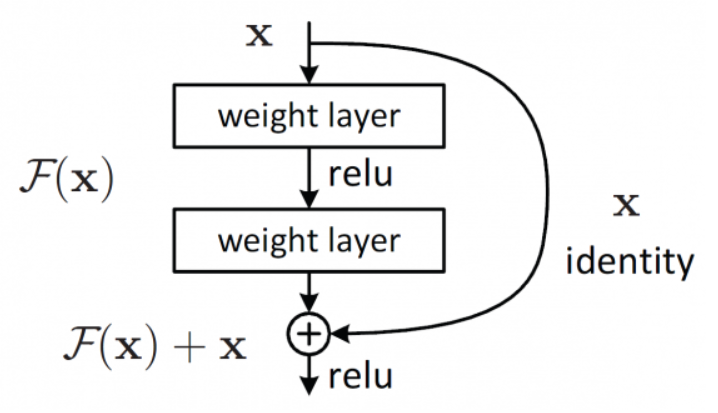 x
weight layer
relu
F(x)
weight layer
x
identity
F(x) + x
relu